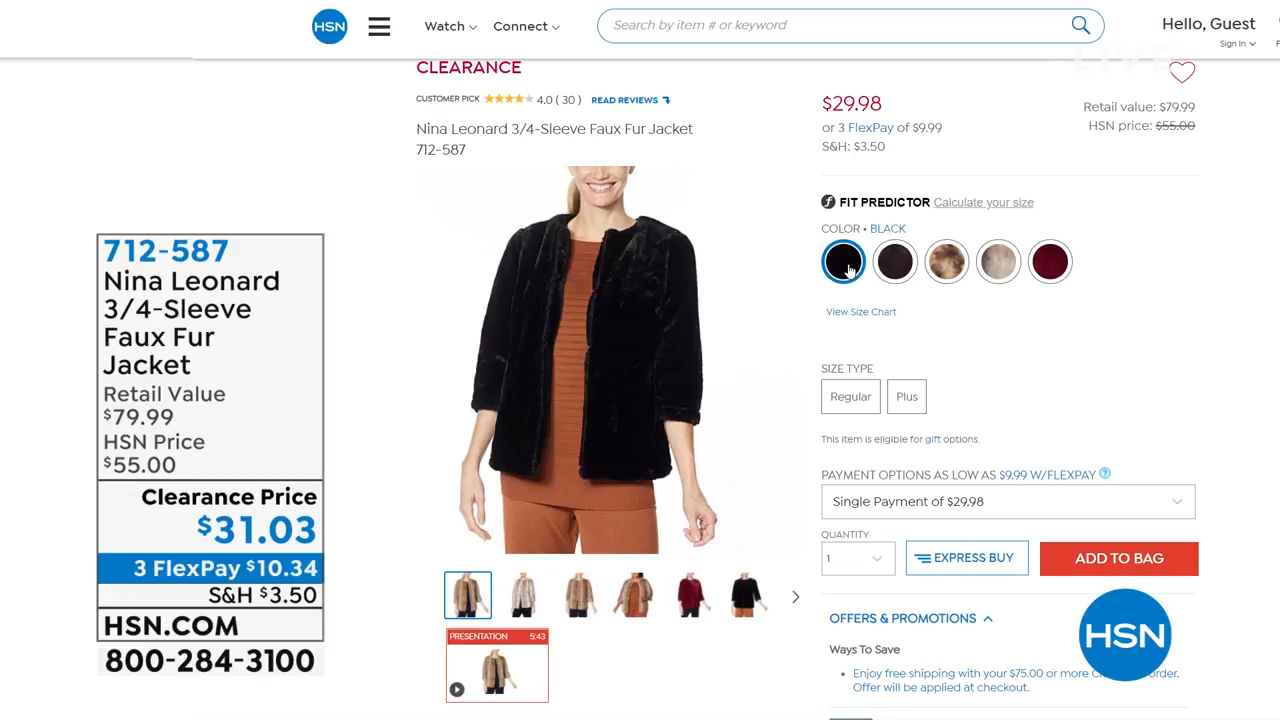 HSN
Watch
Connect
Search by item # or keyword
Hello, Guest
Sign In
LIVE
CLEARANCE
CUSTOMER PICK 4.0 ( 30 ) READ REVIEWS
Nina Leonard 3/4-Sleeve Faux Fur Jacket
712-587
$29.98
or 3 FlexPay of $9.99
S&H: $3.50
Retail value: $79.99
HSN price: $55.00
FIT PREDICTOR Calculate your size
COLOR • BLACK
View Size Chart
SIZE TYPE
Regular
Plus
This item is eligible for gift options.
PAYMENT OPTIONS AS LOW AS $9.99 W/FLEXPAY ?
Single Payment of $29.98
QUANTITY
1
EXPRESS BUY
ADD TO BAG
OFFERS & PROMOTIONS
Ways To Save
• Enjoy free shipping with your $75.00 or more order.
Offer will be applied at checkout.
HSN
PRESENTATION 5:43
712-587
Nina Leonard
3/4-Sleeve
Faux Fur
Jacket
Retail Value
$79.99
HSN Price
$55.00
Clearance Price
$31.03
3 FlexPay $10.34
S&H $3.50
HSN.COM
800-284-3100